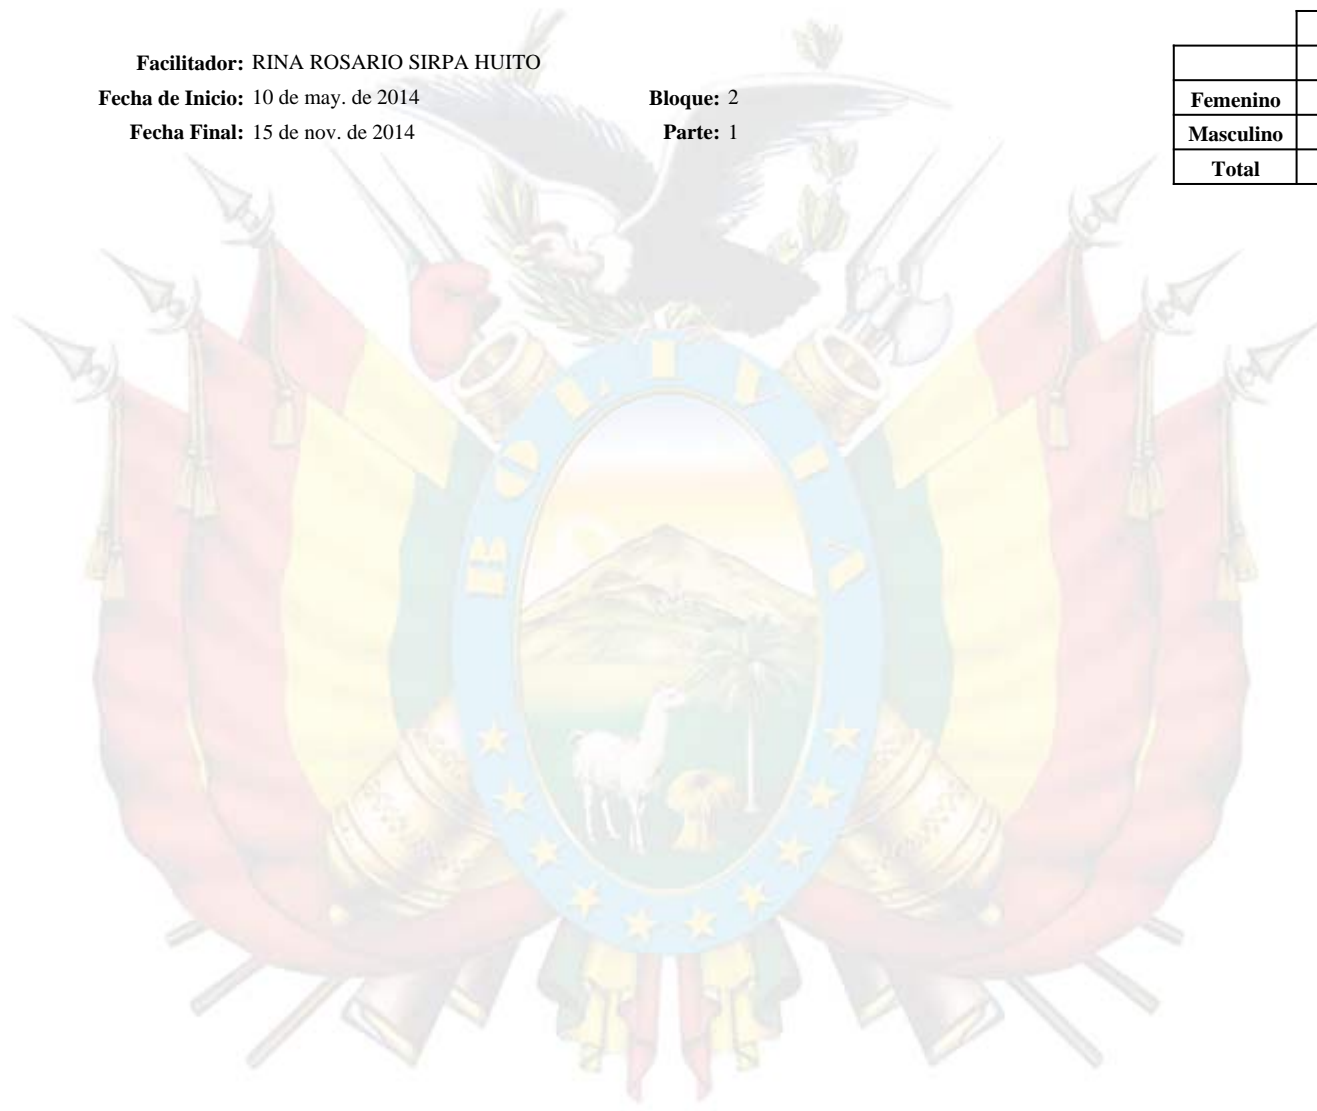 Facilitador: RINA ROSARIO SIRPA HUITO
Fecha de Inicio: 10 de may. de 2014 Bloque: 2
Fecha Final: 15 de nov. de 2014 Parte: 1
Femenino
Masculino
Total
BOLIVIA